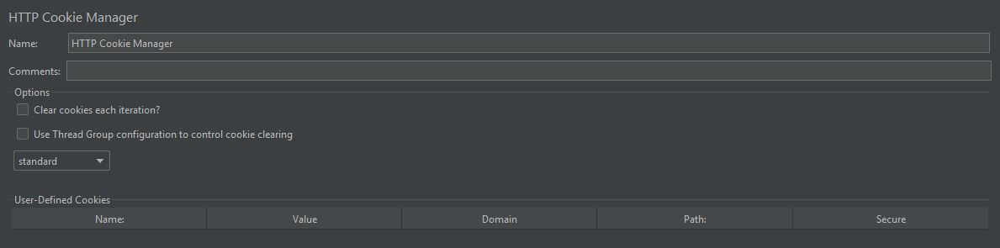 HTTP Cookie Manager
Name: HTTP Cookie Manager
Comments:
Options
Clear cookies each iteration?
Use Thread Group configuration to control cookie clearing
standard
User-Defined Cookies
Name: Value Domain Path: Secure